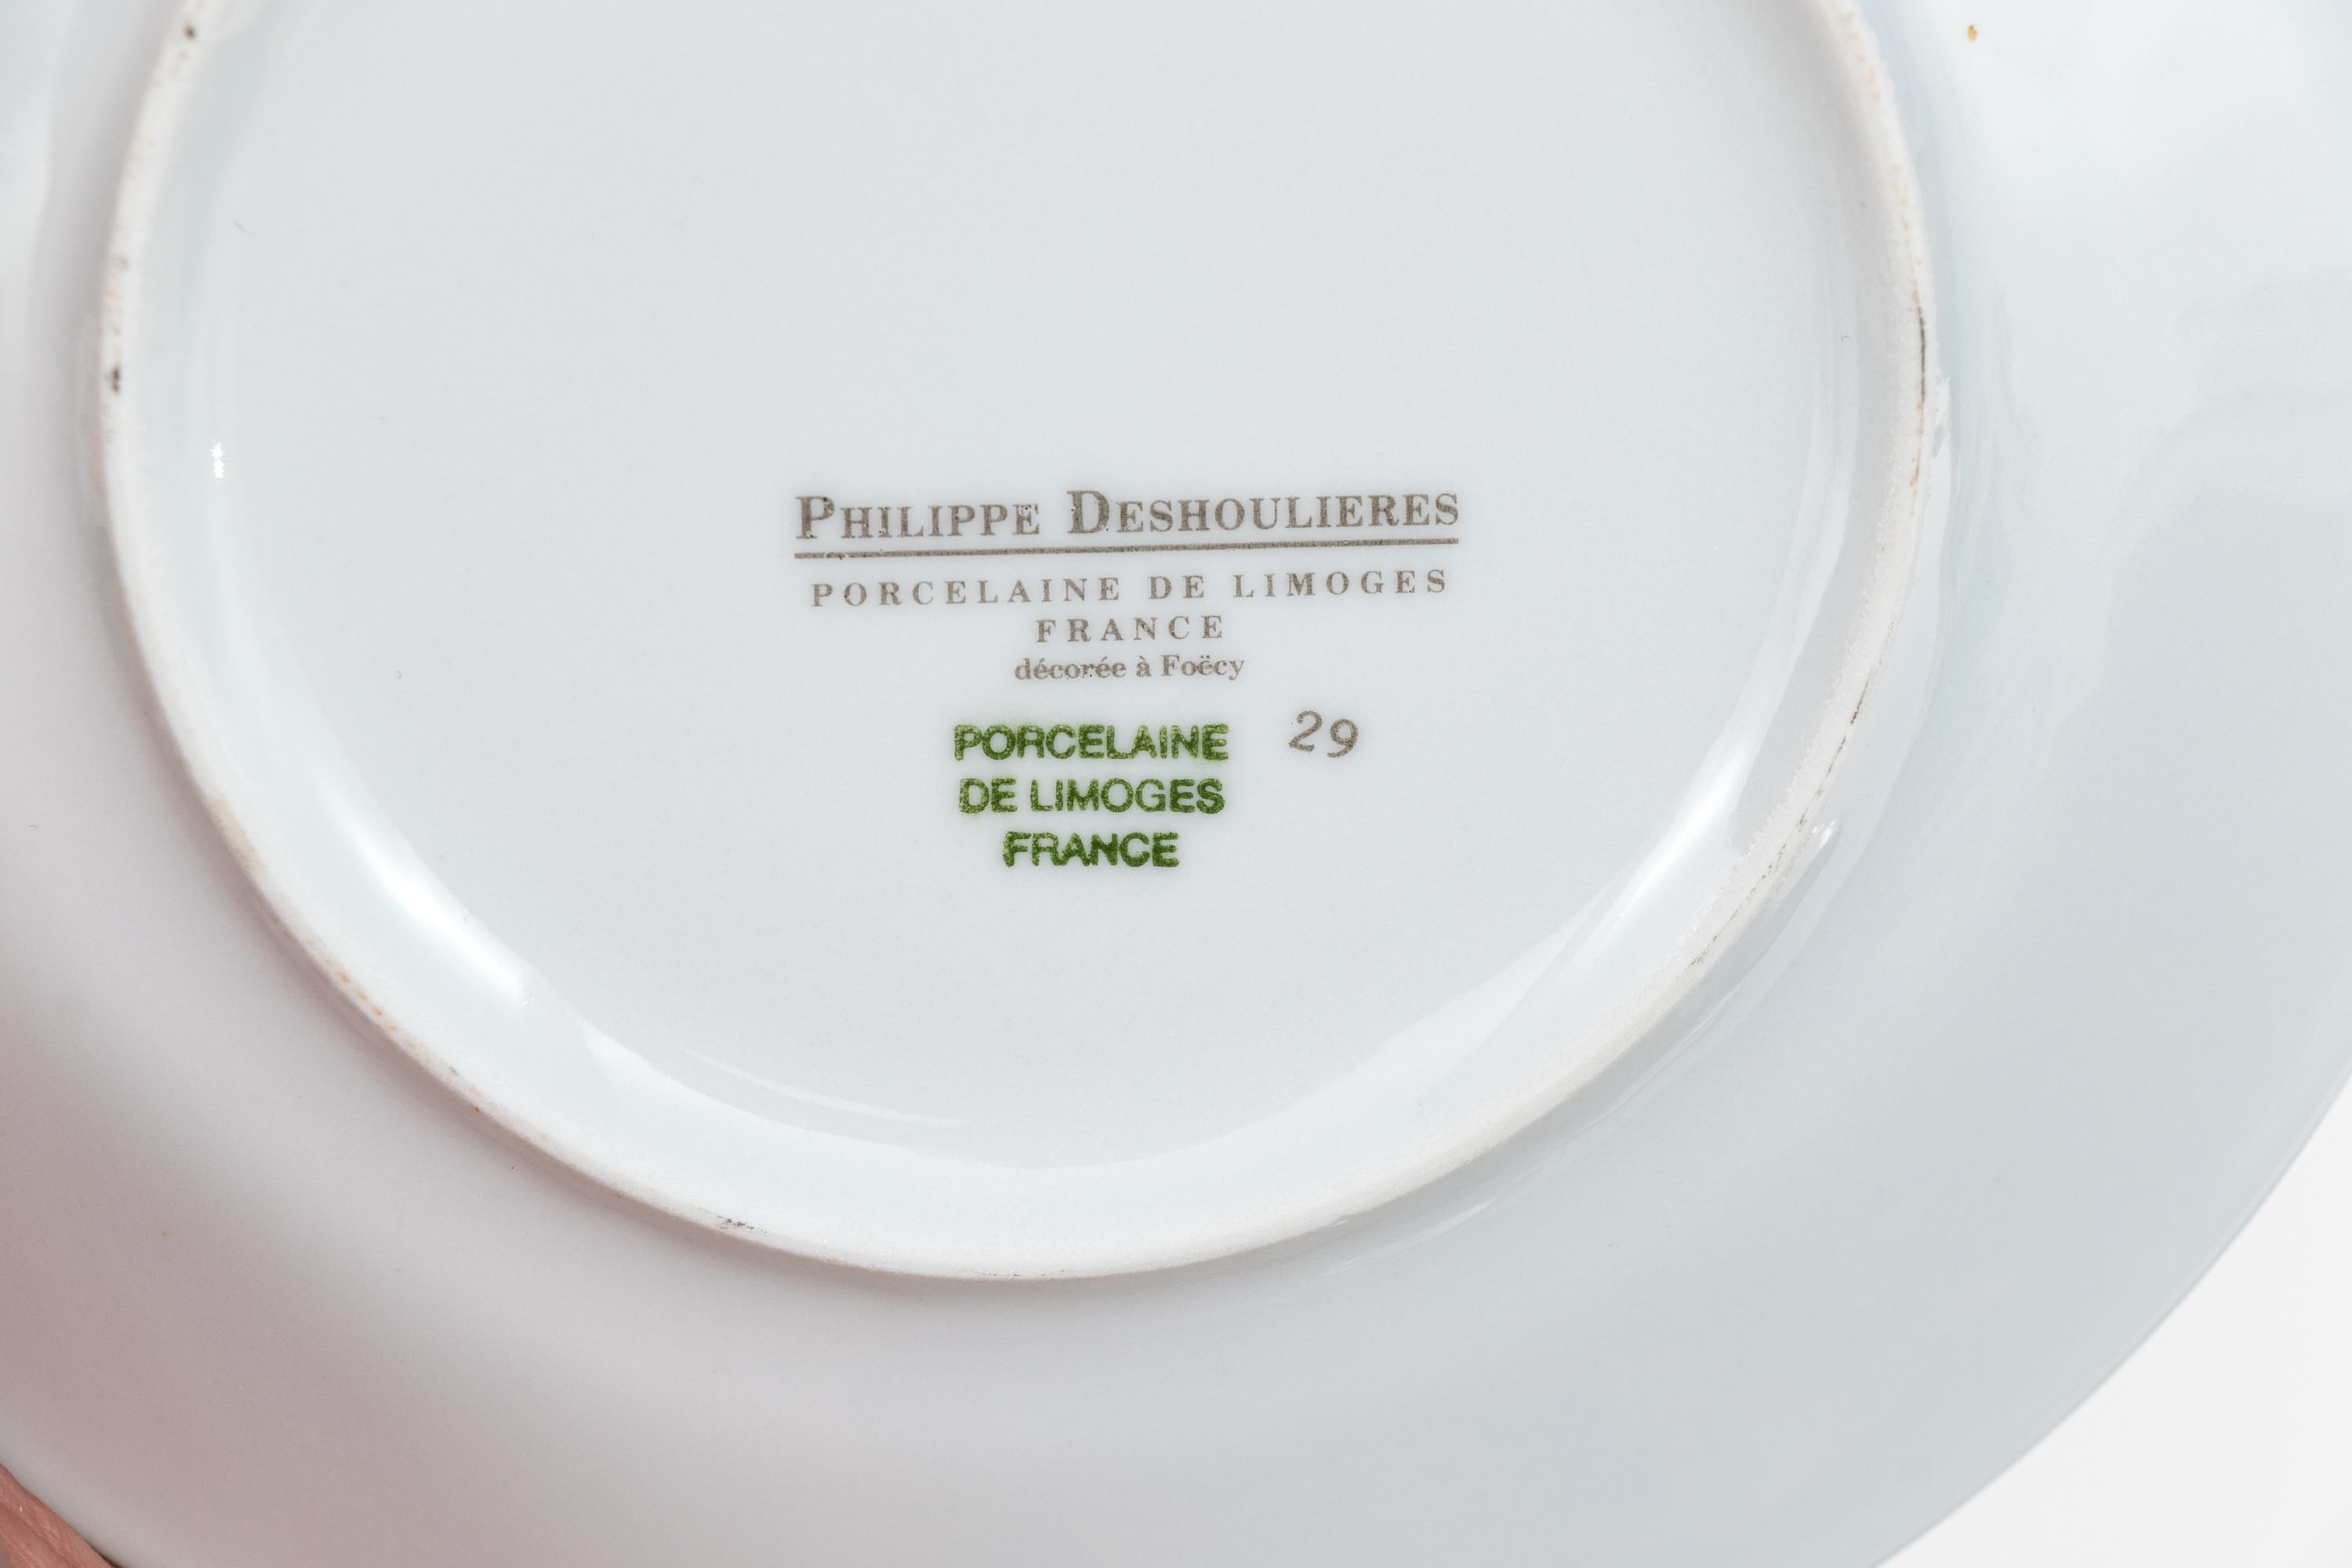 PHILIPPE DESHOULIERES
PORCELAINE DE LIMOGES
FRANCE
décorée à Foëcy
PORCELAINE
DE LIMOGES
FRANCE
29